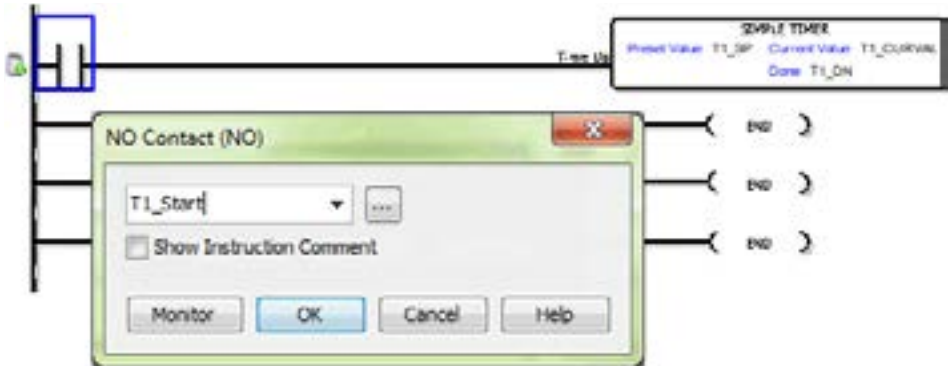 SIMPLE TIMER
Preset Value T1_SP Current Value T1_CURVAL
Done T1_DN
NO Contact (NO)
END
T1_Start
...
END
Show Instruction Comment
END
Monitor OK Cancel Help